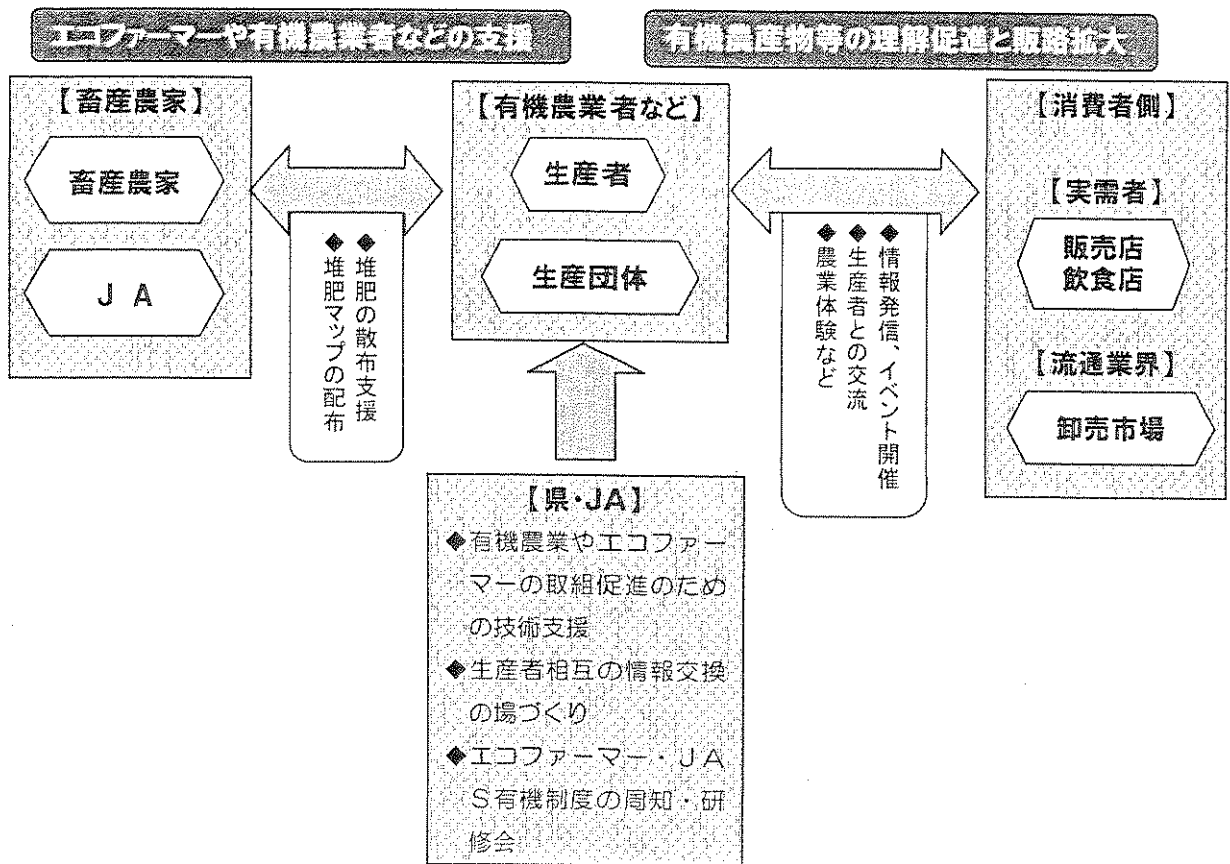 エコファーマーや有機農業者などの支援
有機農産物等の理解促進と販路拡大
【畜産農家】
畜産農家
JA
◆堆肥の散布支援
◆堆肥マップの配布
【有機農業者など】
生産者
生産団体
◆情報発信、イベント開催
◆生産者との交流
◆農業体験など
【消費者側】
【実需者】
販売店
飲食店
【流通業界】
卸売市場
【県・JA】
◆有機農業やエコファー
マーの取組促進のため
の技術支援
◆生産者相互の情報交換
の場づくり
◆エコファーマー・JA
S有機制度の周知・研
修会